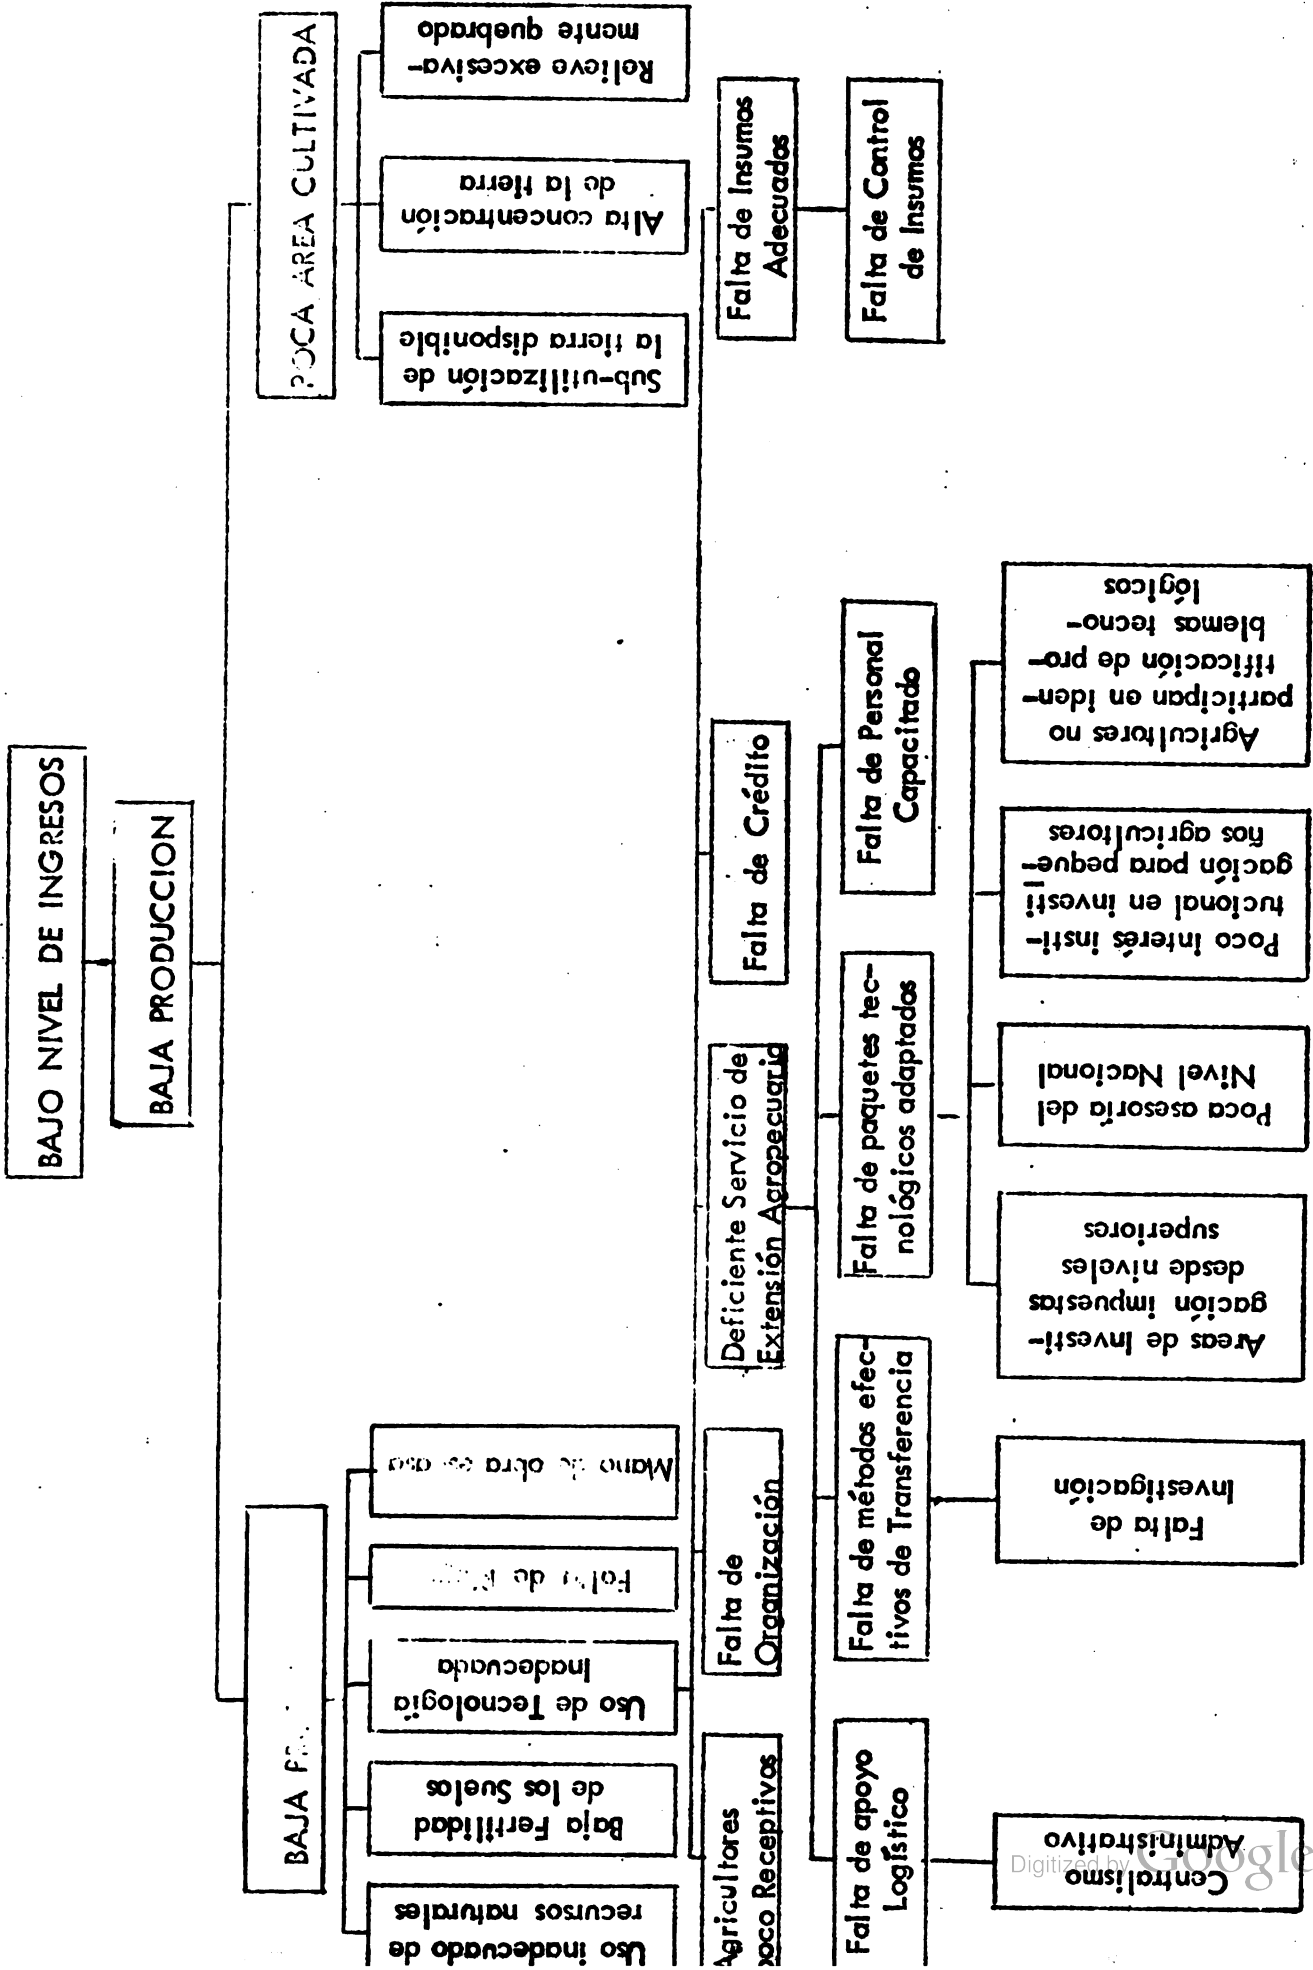 BAJO NIVEL DE INGRESOS
BAJA PRODUCCION
BAJA
POCA AREA CULTIVADA
Uso inadecuado de
recursos naturales
Baja Fertilidad
de los Suelos
Uso de Tecnología
Inadecuada
Falta de
Mano de obra
Sub-utilización de
la tierra disponible
Alta concentración
de la tierra
Relieve excesiva-
mente quebrado
Agricultores
poco Receptivos
Falta de
Organización
Deficiente Servicio de
Extensión Agropecuario
Falta de Crédito
Falta de Insumos
Adecuados
Falta de apoyo
Logístico
Falta de métodos efec-
tivos de Transferencia
Falta de paquetes tec-
nológicos adaptados
Falta de Personal
Capacitado
Falta de Control
de Insumos
Centralismo
Administrativo
Falta de
Investigación
Areas de Investi-
gación impuestas
desde niveles
superiores
Poca asesoría del
Nivel Nacional
Poco interés insti-
tucional en investi
gación para peque-
ños agricultores
Agricultores no
participan en iden-
tificación de pro-
blemas tecno-
lógicos
Digitized by Google